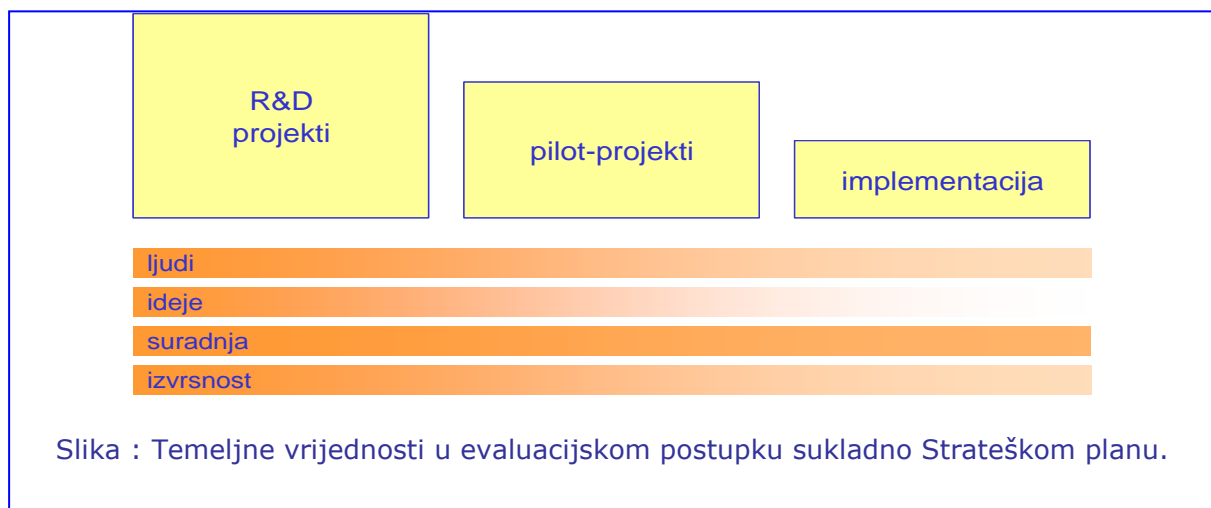 R&D
projekti
pilot-projekti
implementacija
ljudi
ideje
suradnja
izvrsnost
Slika : Temeljne vrijednosti u evaluacijskom postupku sukladno Strateškom planu.